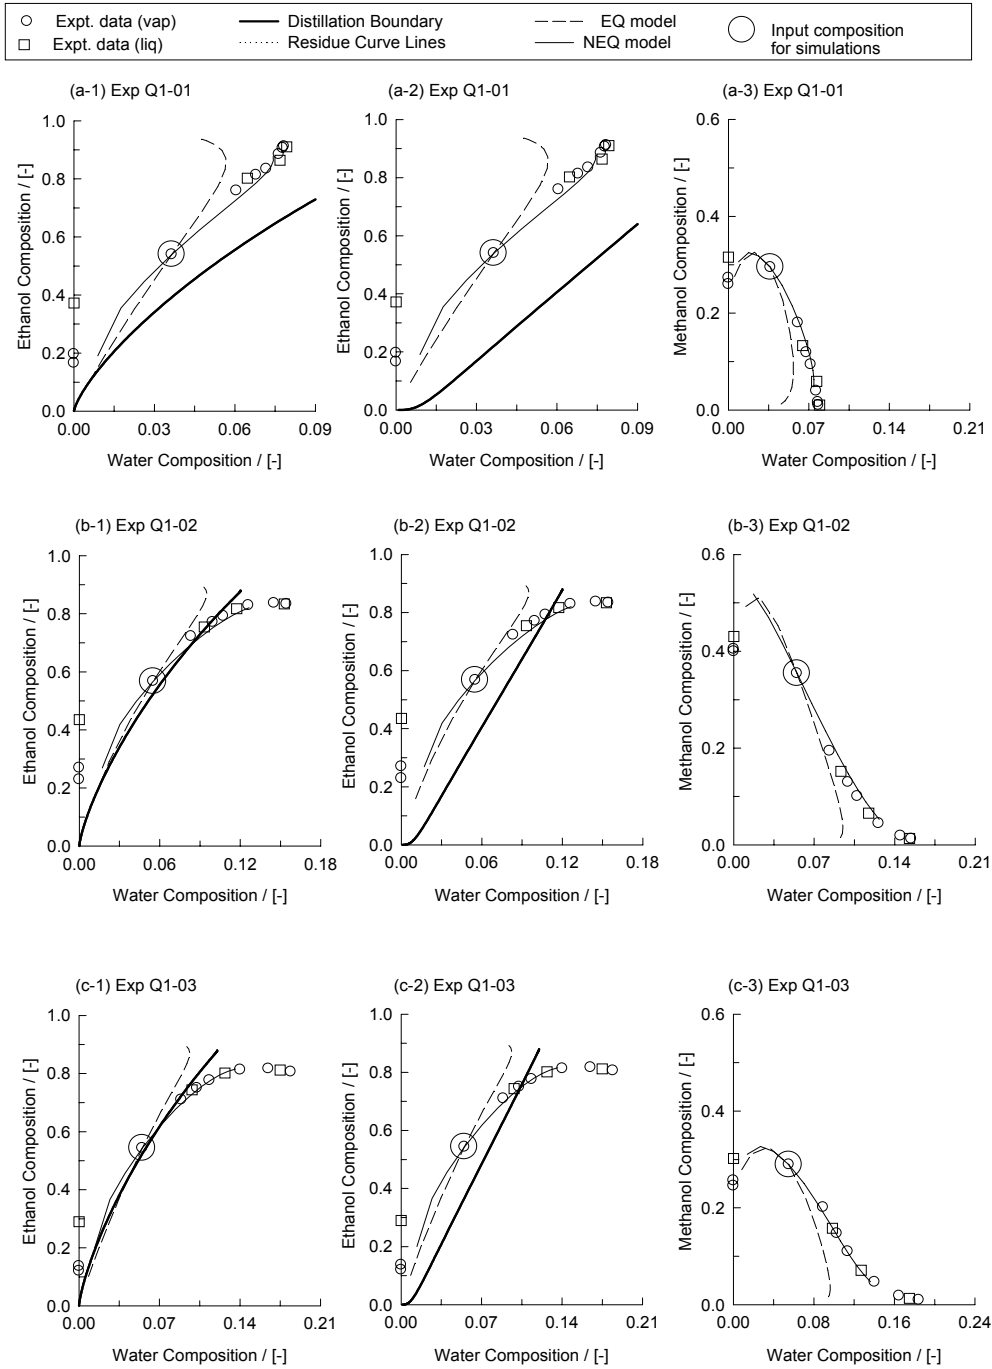 Expt. data (vap)
Distillation Boundary
EQ model
Input composition
for simulations
Expt. data (liq)
Residue Curve Lines
NEQ model
(a-1) Exp Q1-01
(a-2) Exp Q1-01
(a-3) Exp Q1-01
1.0
0.8
0.6
0.4
0.2
0.0
Ethanol Composition / [-]
0.00 0.03 0.06 0.09
Water Composition / [-]
1.0
0.8
0.6
0.4
0.2
0.0
Ethanol Composition / [-]
0.00 0.03 0.06 0.09
Water Composition / [-]
0.6
0.4
0.2
0.0
Methanol Composition / [-]
0.00 0.07 0.14 0.21
Water Composition / [-]
(b-1) Exp Q1-02
(b-2) Exp Q1-02
(b-3) Exp Q1-02
1.0
0.8
0.6
0.4
0.2
0.0
Ethanol Composition / [-]
0.00 0.06 0.12 0.18
Water Composition / [-]
1.0
0.8
0.6
0.4
0.2
0.0
Ethanol Composition / [-]
0.00 0.06 0.12 0.18
Water Composition / [-]
0.6
0.4
0.2
0.0
Methanol Composition / [-]
0.00 0.07 0.14 0.21
Water Composition / [-]
(c-1) Exp Q1-03
(c-2) Exp Q1-03
(c-3) Exp Q1-03
1.0
0.8
0.6
0.4
0.2
0.0
Ethanol Composition / [-]
0.00 0.07 0.14 0.21
Water Composition / [-]
1.0
0.8
0.6
0.4
0.2
0.0
Ethanol Composition / [-]
0.00 0.07 0.14 0.21
Water Composition / [-]
0.6
0.4
0.2
0.0
Methanol Composition / [-]
0.00 0.08 0.16 0.24
Water Composition / [-]